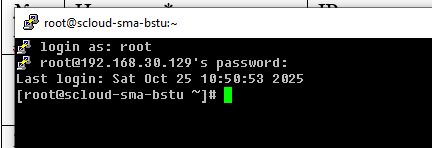 root@scloud-sma-bstu:~
login as: root
root@192.168.30.129's password:
Last login: Sat Oct 25 10:50:53 2025
[root@scloud-sma-bstu ~]#